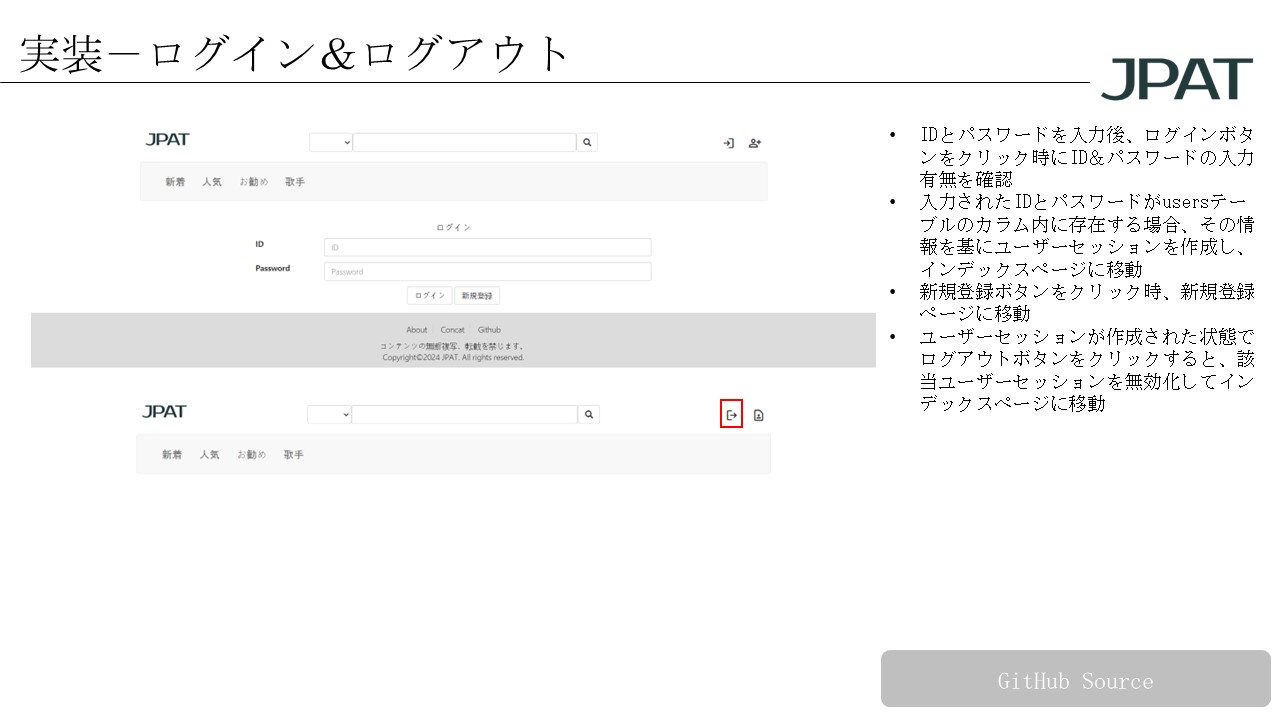 実装－ログイン＆ログアウト
JPAT
JPAT
新着 人気 お勧め 歌手
ログイン
ID
ID
Password
Password
ログイン 新規登録
About Concat Github
コンテンツの無断複写、転載を禁じます。
Copyright©2024 JPAT. All rights reserved.
JPAT
新着 人気 お勧め 歌手
• IDとパスワードを入力後、ログインボタ
ンをクリック時にID＆パスワードの入力
有無を確認
• 入力されたIDとパスワードがusersテー
ブルのカラム内に存在する場合、その情
報を基にユーザーセッションを作成し、
インデックスページに移動
• 新規登録ボタンをクリック時、新規登録
ページに移動
• ユーザーセッションが作成された状態で
ログアウトボタンをクリックすると、該
当ユーザーセッションを無効化してイン
デックスページに移動
GitHub Source